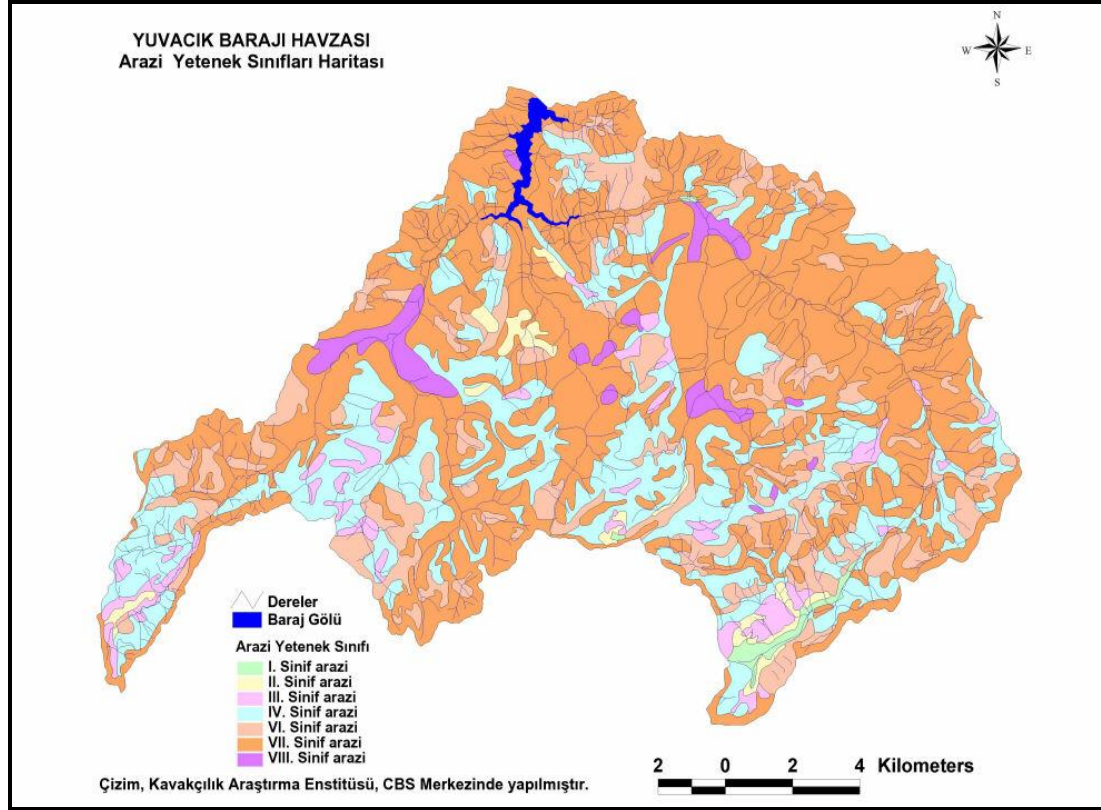 YUVACIK BARAJI HAVZASI
Arazi Yetenek Sınıfları Haritası
N
W E
S
Dereler
Baraj Gölü
Arazi Yetenek Sınıfı
I. Sinif arazi
II. Sinif arazi
III. Sinif arazi
IV. Sinif arazi
VI. Sinif arazi
VII. Sinif arazi
VIII. Sinif arazi
2 0 2 4 Kilometers
Çizim, Kavakçılık Araştırma Enstitüsü, CBS Merkezinde yapılmıştır.